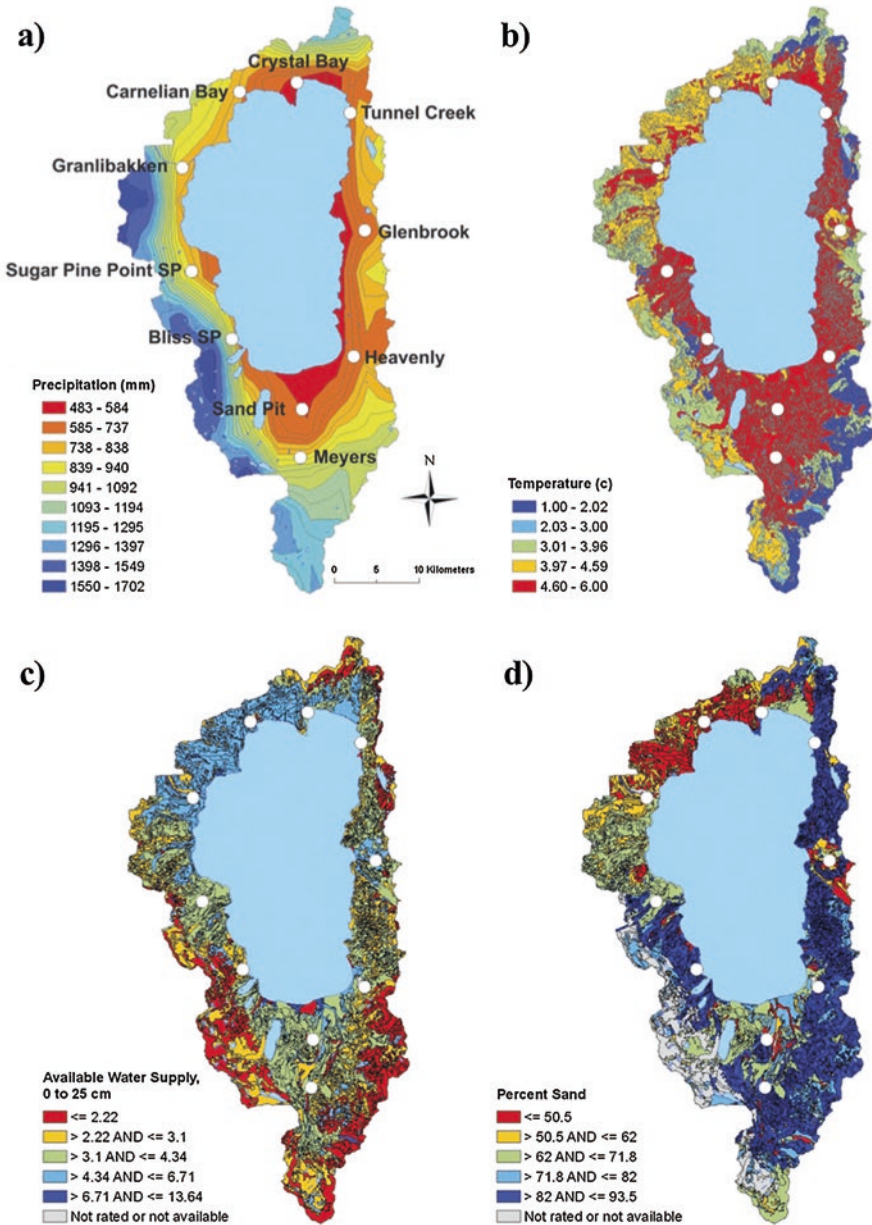 a)
Crystal Bay
Carnelian Bay
Tunnel Creek
Granlibakken
Glenbrook
Sugar Pine Point SP
Bliss SP
Heavenly
Sand Pit
Meyers
Precipitation (mm)
483 - 584
585 - 737
738 - 838
839 - 940
941 - 1092
1093 - 1194
1195 - 1295
1296 - 1397
1398 - 1549
1550 - 1702
N
0 5 10 Kilometers
b)
Temperature (c)
1.00 - 2.02
2.03 - 3.00
3.01 - 3.96
3.97 - 4.59
4.60 - 6.00
c)
Available Water Supply,
0 to 25 cm
<= 2.22
> 2.22 AND <= 3.1
> 3.1 AND <= 4.34
> 4.34 AND <= 6.71
> 6.71 AND <= 13.64
Not rated or not available
d)
Percent Sand
<= 50.5
> 50.5 AND <= 62
> 62 AND <= 71.8
> 71.8 AND <= 82
> 82 AND <= 93.5
Not rated or not available